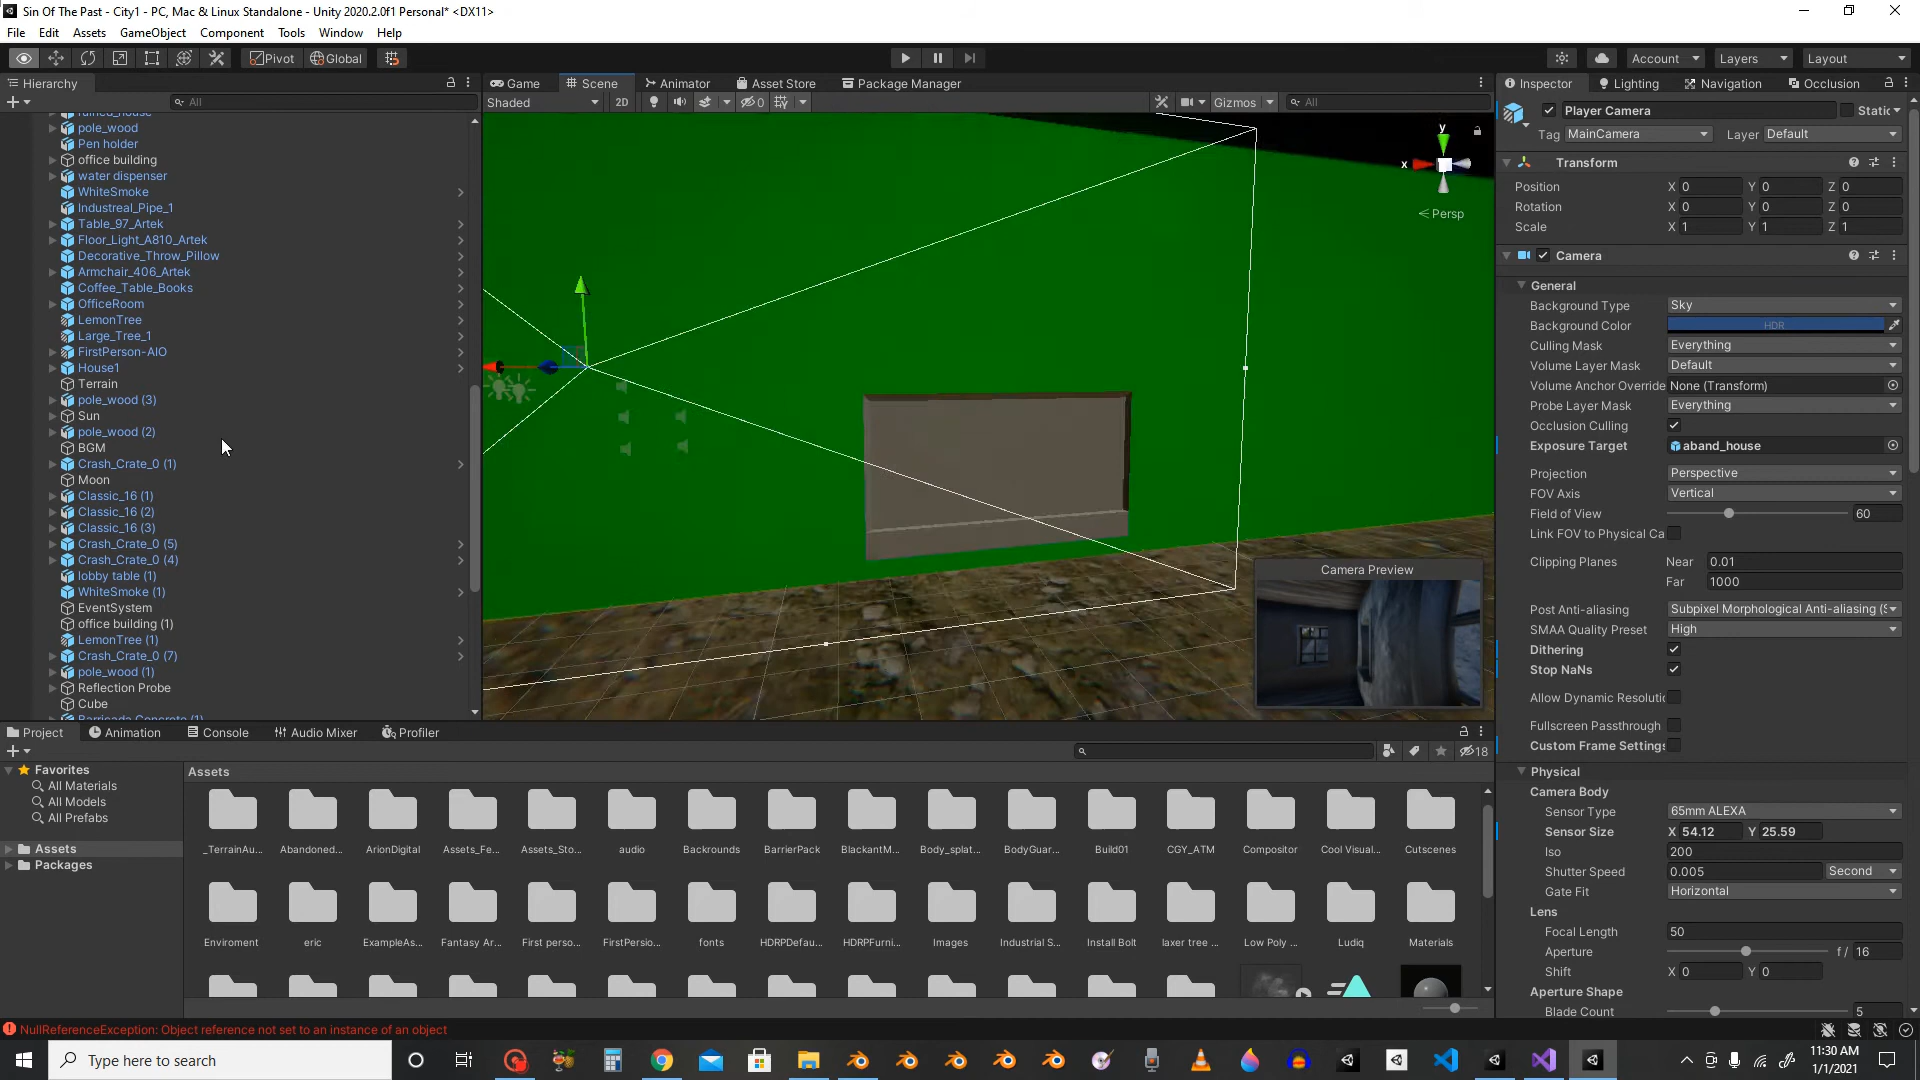 Sin Of The Past - City1 - PC, Mac & Linux Standalone - Unity 2020.2.0f1 Personal* <DX11>
File Edit Assets GameObject Component Tools Window Help
Pivot Global Account Layers Layout
Hierarchy
All
pole_wood
Pen holder
office building
water dispenser
WhiteSmoke
Industreal_Pipe_1
Table_97_Artek
Floor_Light_A810_Artek
Decorative_Throw_Pillow
Armchair_406_Artek
Coffee_Table_Books
OfficeRoom
LemonTree
Large_Tree_1
FirstPerson-AIO
House1
Terrain
pole_wood (3)
Sun
pole_wood (2)
BGM
Crash_Crate_0 (1)
Moon
Classic_16 (1)
Classic_16 (2)
Classic_16 (3)
Crash_Crate_0 (5)
Crash_Crate_0 (4)
lobby table (1)
WhiteSmoke (1)
EventSystem
office building (1)
LemonTree (1)
Crash_Crate_0 (7)
pole_wood (1)
Reflection Probe
Cube
Game Scene Animator Asset Store Package Manager
Shaded 2D 0 Gizmos All
y
x
Persp
Camera Preview
Inspector Lighting Navigation Occlusion
Player Camera Static
Tag MainCamera Layer Default
Transform
Position X 0 Y 0 Z 0
Rotation X 0 Y 0 Z 0
Scale X 1 Y 1 Z 1
Camera
General
Background Type Sky
Background Color HDR
Culling Mask Everything
Volume Layer Mask Default
Volume Anchor Override None (Transform)
Probe Layer Mask Everything
Occlusion Culling
Exposure Target aband_house
Projection Perspective
FOV Axis Vertical
Field of View 60
Link FOV to Physical Ca
Clipping Planes Near 0.01
Far 1000
Post Anti-aliasing Subpixel Morphological Anti-aliasing (S
SMAA Quality Preset High
Dithering
Stop NaNs
Allow Dynamic Resolutic
Fullscreen Passthrough
Custom Frame Settings
Physical
Camera Body
Sensor Type 65mm ALEXA
Sensor Size X 54.12 Y 25.59
Iso 200
Shutter Speed 0.005 Second
Gate Fit Horizontal
Lens
Focal Length 50
Aperture f / 16
Shift X 0 Y 0
Aperture Shape
Blade Count 5
Project Animation Console Audio Mixer Profiler
18
Favorites
All Materials
All Models
All Prefabs
Assets
Packages
Assets
_TerrainAu... Abandoned... ArionDigital Assets_Fe... Assets_Sto... audio Backrounds BarrierPack BlackantM... Body_splat... BodyGuar... Build01 CGY_ATM Compositor Cool Visual... Cutscenes
Enviroment eric ExampleAs... Fantasy Ar... First perso... FirstPersio... fonts HDRPDefau... HDRPFurni... Images Industrial S... Install Bolt laxer tree ... Low Poly ... Ludiq Materials
NullReferenceException: Object reference not set to an instance of an object
Type here to search
11:30 AM
1/1/2021